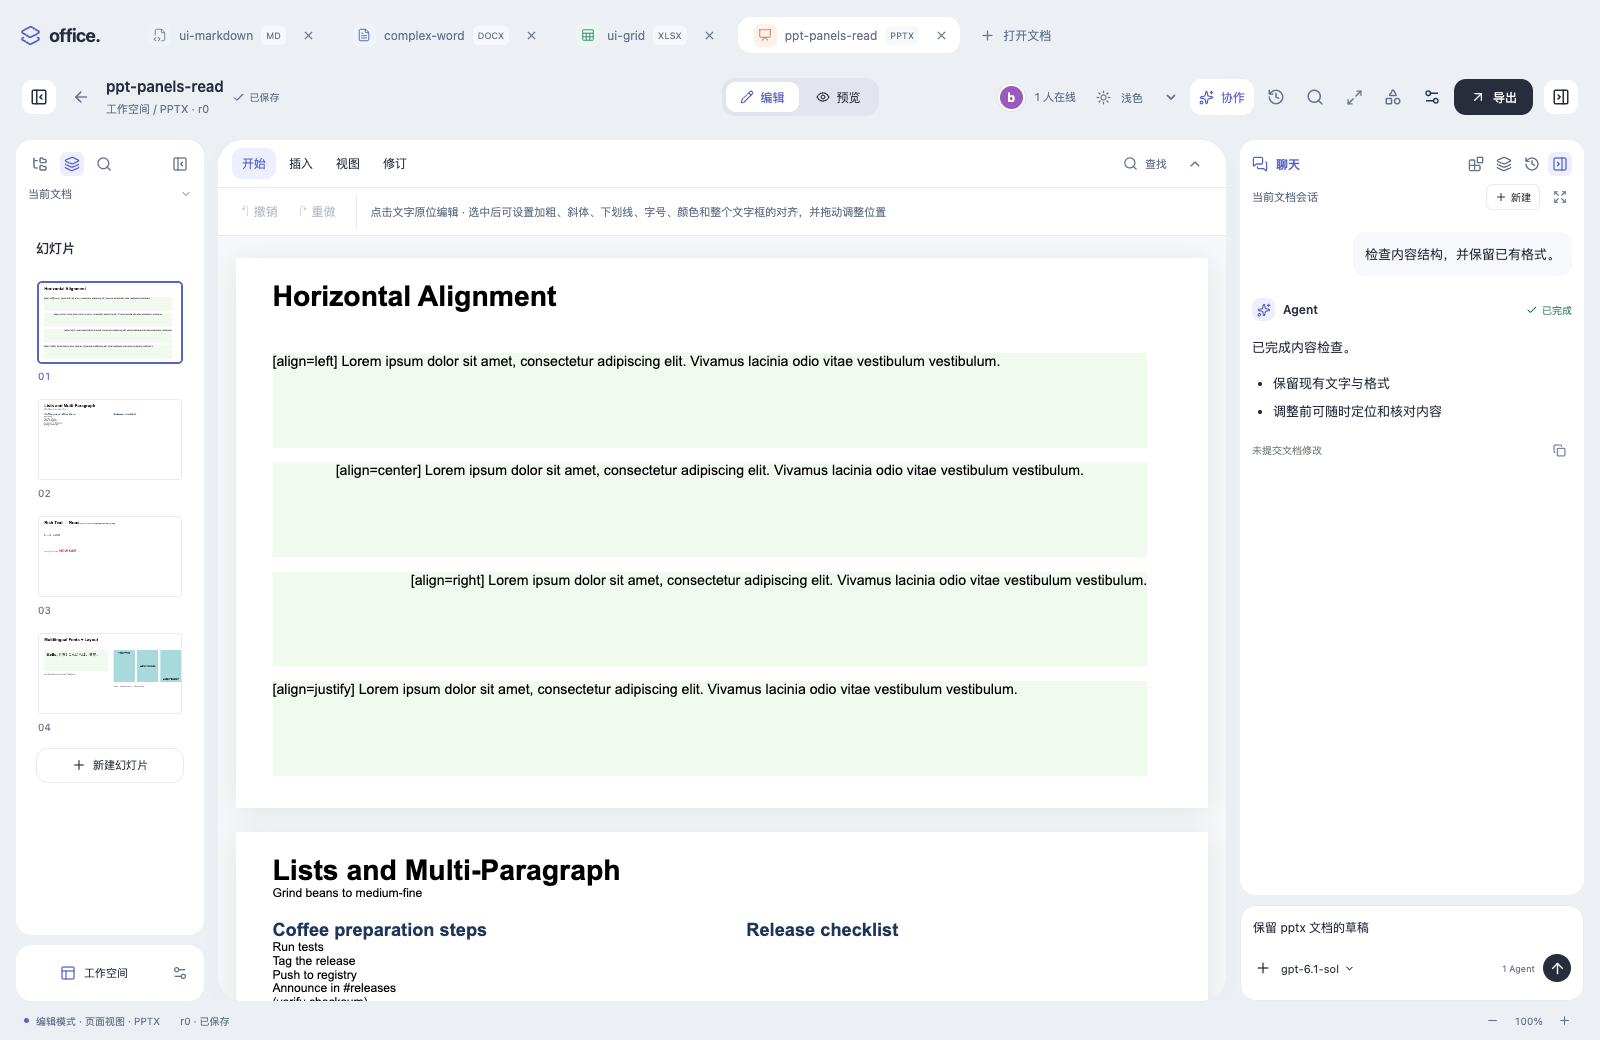 office.
ui-markdown MD
complex-word DOCX
ui-grid XLSX
ppt-panels-read PPTX
打开文档
ppt-panels-read
工作空间 / PPTX · r0
已保存
编辑
预览
b
1 人在线
浅色
协作
导出
当前文档
幻灯片
Horizontal Alignment
01
Lists and Multi-Paragraph
02
03
Multilingual Fonts + Layout
04
新建幻灯片
工作空间
开始 插入 视图 修订
查找
撤销 重做
点击文字原位编辑 · 选中后可设置加粗、斜体、下划线、字号、颜色和整个文字框的对齐，并拖动调整位置
Horizontal Alignment
[align=left] Lorem ipsum dolor sit amet, consectetur adipiscing elit. Vivamus lacinia odio vitae vestibulum vestibulum.
[align=center] Lorem ipsum dolor sit amet, consectetur adipiscing elit. Vivamus lacinia odio vitae vestibulum vestibulum.
[align=right] Lorem ipsum dolor sit amet, consectetur adipiscing elit. Vivamus lacinia odio vitae vestibulum vestibulum.
[align=justify] Lorem ipsum dolor sit amet, consectetur adipiscing elit. Vivamus lacinia odio vitae vestibulum vestibulum.
Lists and Multi-Paragraph
Grind beans to medium-fine
Coffee preparation steps
Release checklist
Run tests
Tag the release
Push to registry
Announce in #releases
(verify checksum)
聊天
当前文档会话
新建
检查内容结构，并保留已有格式。
Agent
已完成
已完成内容检查。
• 保留现有文字与格式
• 调整前可随时定位和核对内容
未提交文档修改
保留 pptx 文档的草稿
gpt-6.1-sol
1 Agent
编辑模式 · 页面视图 · PPTX
r0 · 已保存
100%